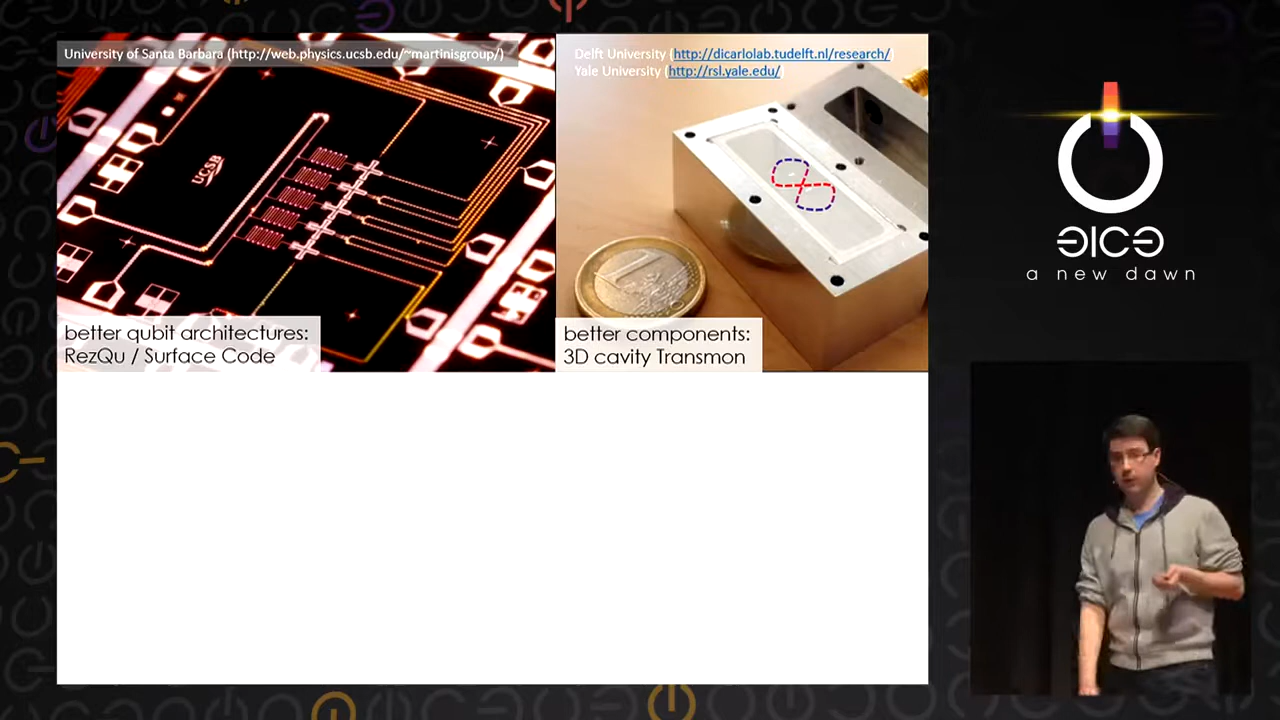 University of Santa Barbara (http://web.physics.ucsb.edu/~martinisgroup/)
Delft University (http://dicarlolab.tudelft.nl/research/
Yale University (http://rsl.yale.edu/
UCSB
1
better qubit architectures:
RezQu / Surface Code
better components:
3D cavity Transmon
a new dawn